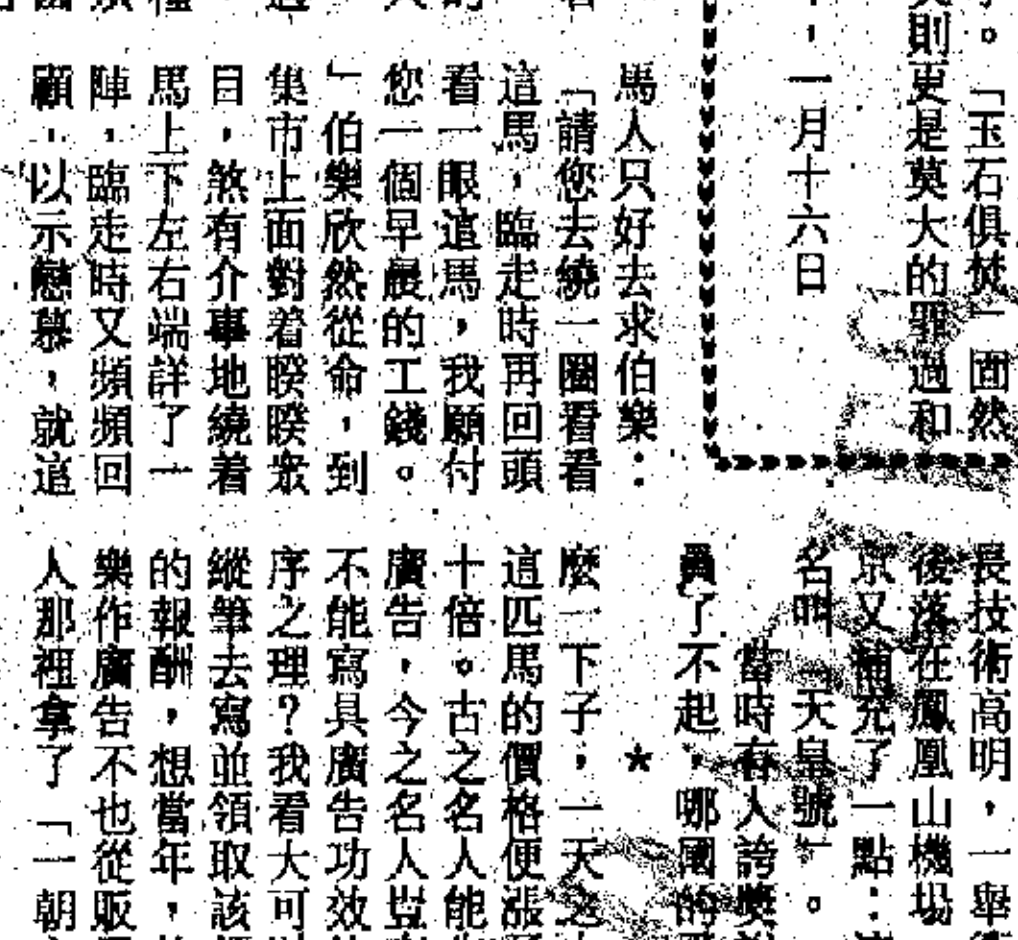 。「玉石俱焚」固然
則更是莫大的罪過和
，一月十六日
馬人只好去求伯樂：
「請您去繞一圈看看
這馬，臨走時再回頭
看一眼這馬，我願付
您一個早晨的工錢。
」伯樂欣然從命，到
集市上面對着睽睽衆
目，煞有介事地繞着
馬上下左右端詳了一
陣，臨走時又頻頻回
顧，以示戀慕，就這
長技術高明，一舉
後落在鳳凰山機場
京又補充了一點：
名叫「天皇號」。
當時有人誇獎
了不起，哪國的
★
麼一下子，一天之
這匹馬的價格便漲
十倍。古之名人能
廣告，今之名人豈
不能寫具廣告功效
序之理？我看大可
縱筆去寫並領取該
的報酬，想當年，
樂作廣告不也從販
人那裡拿了「一朝